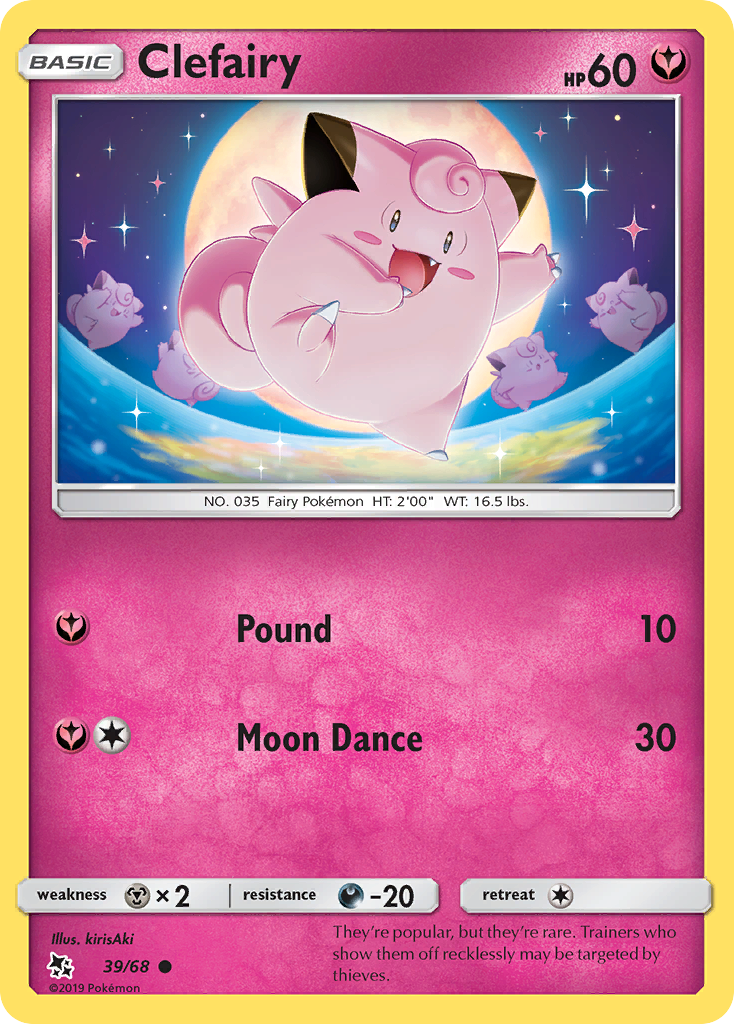 BASIC Clefairy HP60
NO. 035 Fairy Pokémon HT: 2'00" WT: 16.5 lbs.
Pound 10
Moon Dance 30
weakness ×2 resistance -20 retreat
Illus. kirisAki
39/68
©2019 Pokémon
They're popular, but they're rare. Trainers who
show them off recklessly may be targeted by
thieves.